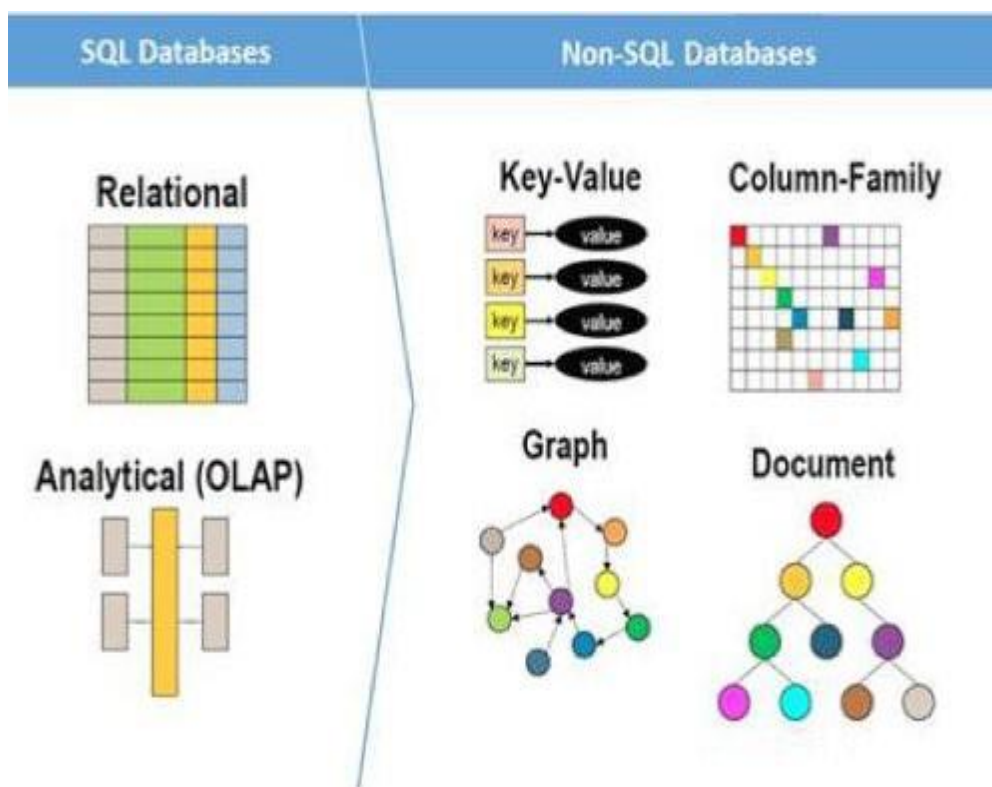 SQL Databases
Non-SQL Databases
Relational
Analytical (OLAP)
Key-Value
key value
key value
key value
key value
Column-Family
Graph
Document